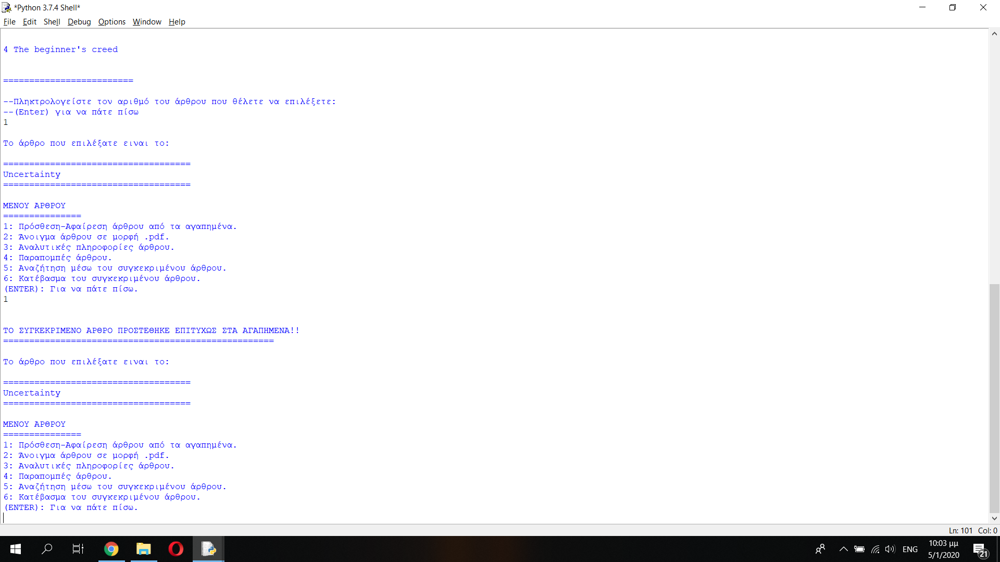 *Python 3.7.4 Shell*
File Edit Shell Debug Options Window Help
4 The beginner's creed
=========================
--Πληκτρολογείστε τον αριθμό του άρθρου που θέλετε να επιλέξετε:
--(Enter) για να πάτε πίσω
1
Το άρθρο που επιλέξατε ειναι το:
====================================
Uncertainty
====================================
ΜΕΝΟΥ ΑΡΘΡΟΥ
===============
1: Πρόσθεση-Αφαίρεση άρθρου από τα αγαπημένα.
2: Άνοιγμα άρθρου σε μορφή .pdf.
3: Αναλυτικές πληροφορίες άρθρου.
4: Παραπομπές άρθρου.
5: Αναζήτηση μέσω του συγκεκριμένου άρθρου.
6: Κατέβασμα του συγκεκριμένου άρθρου.
(ENTER): Για να πάτε πίσω.
1
ΤΟ ΣΥΓΚΕΚΡΙΜΕΝΟ ΑΡΘΡΟ ΠΡΟΣΤΕΘΗΚΕ ΕΠΙΤΥΧΩΣ ΣΤΑ ΑΓΑΠΗΜΕΝΑ!!
====================================================
Το άρθρο που επιλέξατε ειναι το:
====================================
Uncertainty
====================================
ΜΕΝΟΥ ΑΡΘΡΟΥ
===============
1: Πρόσθεση-Αφαίρεση άρθρου από τα αγαπημένα.
2: Άνοιγμα άρθρου σε μορφή .pdf.
3: Αναλυτικές πληροφορίες άρθρου.
4: Παραπομπές άρθρου.
5: Αναζήτηση μέσω του συγκεκριμένου άρθρου.
6: Κατέβασμα του συγκεκριμένου άρθρου.
(ENTER): Για να πάτε πίσω.
Ln: 101 Col: 0
ENG
10:03 μμ
5/1/2020
21